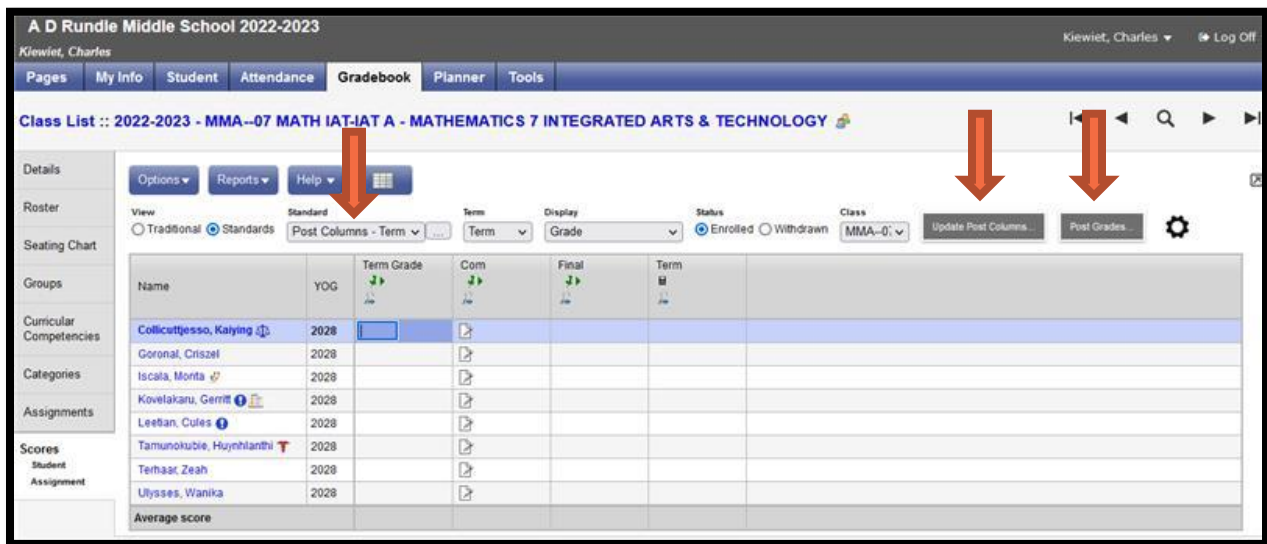 A D Rundle Middle School 2022-2023
Kiewiet, Charles
Kiewiet, Charles Log Off
Pages My Info Student Attendance Gradebook Planner Tools
Class List :: 2022-2023 - MMA--07 MATH IAT-IAT A - MATHEMATICS 7 INTEGRATED ARTS & TECHNOLOGY
Details
Roster
Seating Chart
Groups
Curricular
Competencies
Categories
Assignments
Scores
Student
Assignment
Options Reports Help
View Standard Term Display Status Class
Traditional Standards Post Columns - Term ... Term Grade Enrolled Withdrawn MMA--0 Update Post Columns... Post Grades...
Name YOG Term Grade Com Final Term
Collicuttjesso, Kaiying 2028
Goronal, Criszel 2028
Iscala, Morita 2028
Kovelakaru, Gerritt 2028
Leetian, Cules 2028
Tamunokubie, Huynhlanthi 2028
Terhaar, Zeah 2028
Ulysses, Wanika 2028
Average score